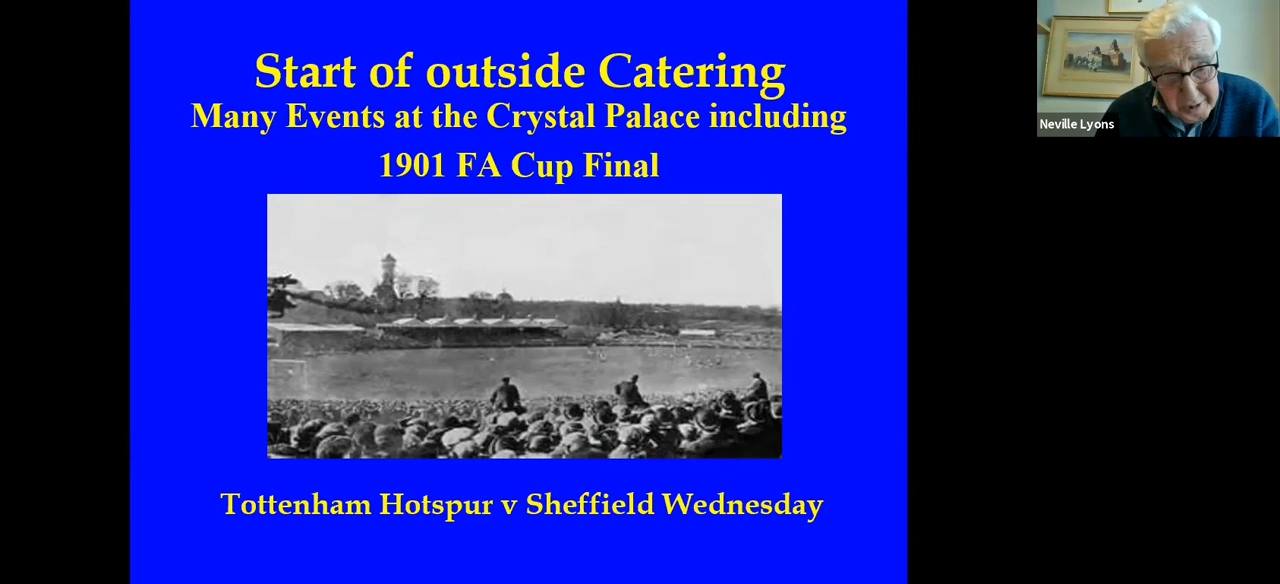 Start of outside Catering
Many Events at the Crystal Palace including
1901 FA Cup Final
Tottenham Hotspur v Sheffield Wednesday
Neville Lyons